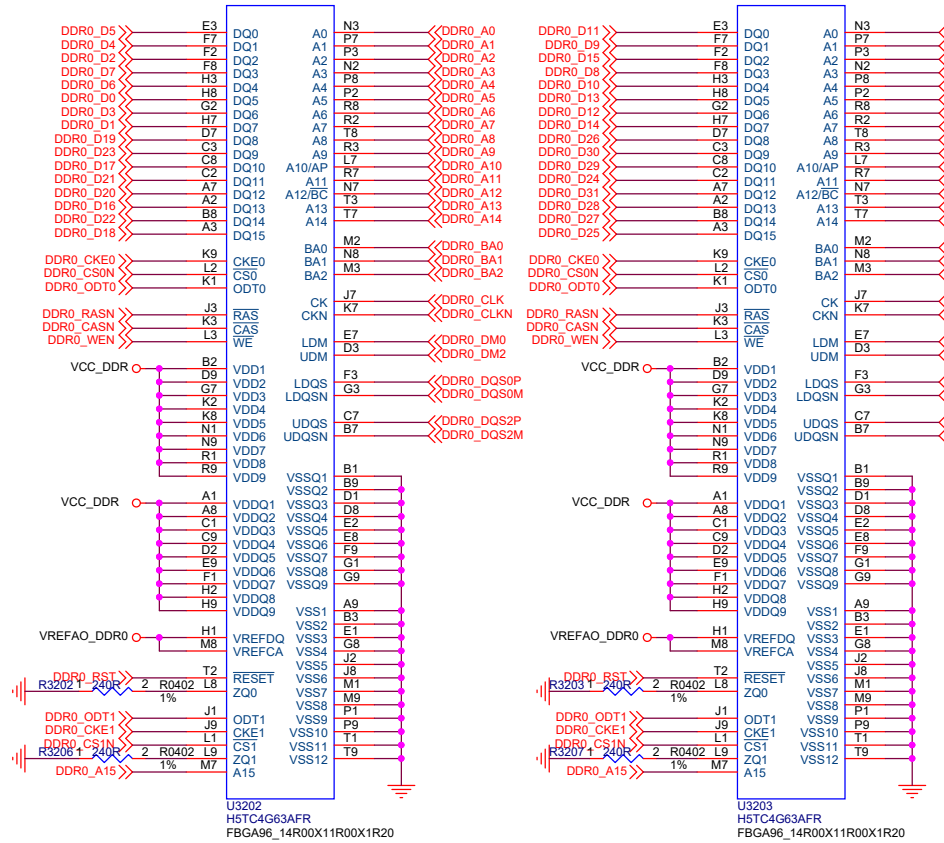 DDR0_D5 E3 DQ0 A0 N3 DDR0_A0
DDR0_D4 F7 DQ1 A1 P7 DDR0_A1
DDR0_D2 F2 DQ2 A2 P3 DDR0_A2
DDR0_D7 F8 DQ3 A3 N2 DDR0_A3
DDR0_D6 H3 DQ4 A4 P8 DDR0_A4
DDR0_D0 H8 DQ5 A5 P2 DDR0_A5
DDR0_D3 G2 DQ6 A6 R8 DDR0_A6
DDR0_D1 H7 DQ7 A7 R2 DDR0_A7
DDR0_D19 D7 DQ8 A8 T8 DDR0_A8
DDR0_D23 C3 DQ9 A9 R3 DDR0_A9
DDR0_D17 C8 DQ10 A10/AP L7 DDR0_A10
DDR0_D21 C2 DQ11 A11 R7 DDR0_A11
DDR0_D20 A7 DQ12 A12/BC N7 DDR0_A12
DDR0_D16 A2 DQ13 A13 T3 DDR0_A13
DDR0_D22 B8 DQ14 A14 T7 DDR0_A14
DDR0_D18 A3 DQ15
BA0 M2 DDR0_BA0
DDR0_CKE0 K9 CKE0 BA1 N8 DDR0_BA1
DDR0_CS0N L2 CS0 BA2 M3 DDR0_BA2
DDR0_ODT0 K1 ODT0
CK J7 DDR0_CLK
DDR0_RASN J3 RAS CKN K7 DDR0_CLKN
DDR0_CASN K3 CAS
DDR0_WEN L3 WE LDM E7 DDR0_DM0
UDM D3 DDR0_DM2
VCC_DDR B2 VDD1
D9 VDD2 LDQS F3 DDR0_DQS0P
G7 VDD3 LDQSN G3 DDR0_DQS0M
K2 VDD4
K8 VDD5 UDQS C7 DDR0_DQS2P
N1 VDD6 UDQSN B7 DDR0_DQS2M
N9 VDD7
R1 VDD8
R9 VDD9 VSSQ1 B1
VSSQ2 B9
VCC_DDR A1 VDDQ1 VSSQ3 D1
A8 VDDQ2 VSSQ4 D8
C1 VDDQ3 VSSQ5 E2
C9 VDDQ4 VSSQ6 E8
D2 VDDQ5 VSSQ7 F9
E9 VDDQ6 VSSQ8 G1
F1 VDDQ7 VSSQ9 G9
H2 VDDQ8
H9 VDDQ9 VSS1 A9
VSS2 B3
VREFAO_DDR0 H1 VREFDQ VSS3 E1
M8 VREFCA VSS4 G8
VSS5 J2
DDR0_RST T2 RESET VSS6 J8
R3202 1 240R 2 R0402 L8 ZQ0 VSS7 M1
1% VSS8 M9
DDR0_ODT1 J1 ODT1 VSS9 P1
DDR0_CKE1 J9 CKE1 VSS10 P9
DDR0_CS1N L1 CS1 VSS11 T1
R3206 1 240R 2 R0402 L9 ZQ1 VSS12 T9
DDR0_A15 1% M7 A15
U3202
H5TC4G63AFR
FBGA96_14R00X11R00X1R20
DDR0_D11 E3 DQ0 A0 N3
DDR0_D9 F7 DQ1 A1 P7
DDR0_D15 F2 DQ2 A2 P3
DDR0_D8 F8 DQ3 A3 N2
DDR0_D10 H3 DQ4 A4 P8
DDR0_D13 H8 DQ5 A5 P2
DDR0_D12 G2 DQ6 A6 R8
DDR0_D14 H7 DQ7 A7 R2
DDR0_D26 D7 DQ8 A8 T8
DDR0_D30 C3 DQ9 A9 R3
DDR0_D29 C8 DQ10 A10/AP L7
DDR0_D24 C2 DQ11 A11 R7
DDR0_D31 A7 DQ12 A12/BC N7
DDR0_D28 A2 DQ13 A13 T3
DDR0_D27 B8 DQ14 A14 T7
DDR0_D25 A3 DQ15
BA0 M2
DDR0_CKE0 K9 CKE0 BA1 N8
DDR0_CS0N L2 CS0 BA2 M3
DDR0_ODT0 K1 ODT0
CK J7
DDR0_RASN J3 RAS CKN K7
DDR0_CASN K3 CAS
DDR0_WEN L3 WE LDM E7
UDM D3
VCC_DDR B2 VDD1
D9 VDD2 LDQS F3
G7 VDD3 LDQSN G3
K2 VDD4
K8 VDD5 UDQS C7
N1 VDD6 UDQSN B7
N9 VDD7
R1 VDD8
R9 VDD9 VSSQ1 B1
VSSQ2 B9
VCC_DDR A1 VDDQ1 VSSQ3 D1
A8 VDDQ2 VSSQ4 D8
C1 VDDQ3 VSSQ5 E2
C9 VDDQ4 VSSQ6 E8
D2 VDDQ5 VSSQ7 F9
E9 VDDQ6 VSSQ8 G1
F1 VDDQ7 VSSQ9 G9
H2 VDDQ8
H9 VDDQ9 VSS1 A9
VSS2 B3
VREFAO_DDR0 H1 VREFDQ VSS3 E1
M8 VREFCA VSS4 G8
VSS5 J2
DDR0_RST T2 RESET VSS6 J8
R3203 1 240R 2 R0402 L8 ZQ0 VSS7 M1
1% VSS8 M9
DDR0_ODT1 J1 ODT1 VSS9 P1
DDR0_CKE1 J9 CKE1 VSS10 P9
DDR0_CS1N L1 CS1 VSS11 T1
R3207 1 240R 2 R0402 L9 ZQ1 VSS12 T9
DDR0_A15 1% M7 A15
U3203
H5TC4G63AFR
FBGA96_14R00X11R00X1R20